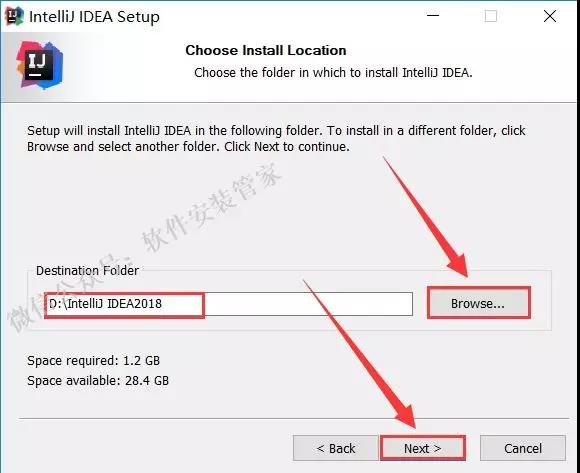 IntelliJ IDEA Setup
IJ
Choose Install Location
Choose the folder in which to install IntelliJ IDEA.
Setup will install IntelliJ IDEA in the following folder. To install in a different folder, click
Browse and select another folder. Click Next to continue.
微信公众号：软件安装管家
Destination Folder
D:\IntelliJ IDEA2018
Browse...
Space required: 1.2 GB
Space available: 28.4 GB
< Back
Next >
Cancel